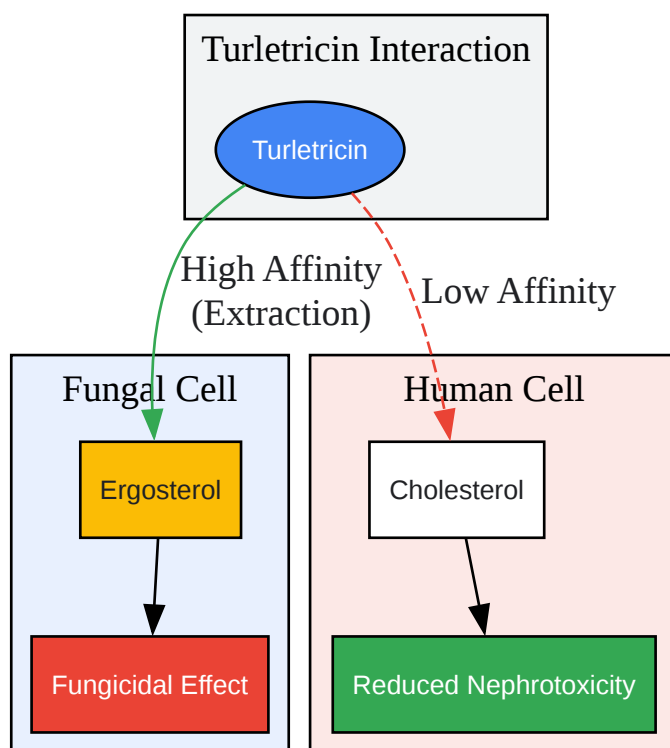 Turletricin Interaction
Turletricin
High Affinity
(Extraction)
Low Affinity
Fungal Cell
Human Cell
Ergosterol
Cholesterol
Fungicidal Effect
Reduced Nephrotoxicity